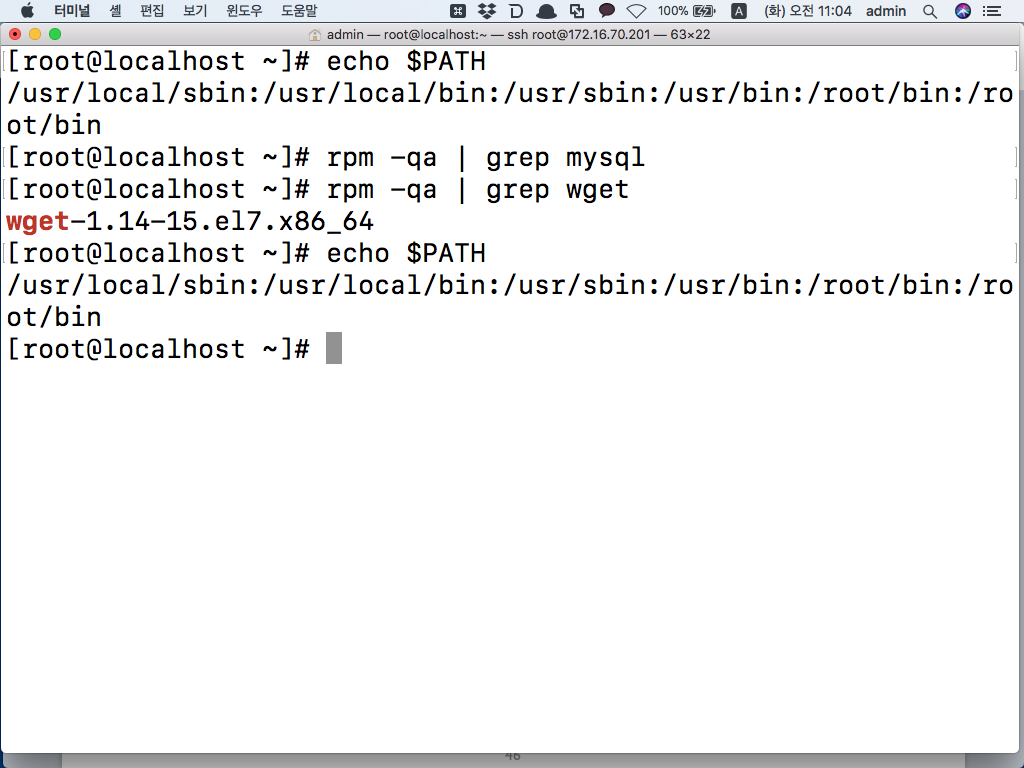 터미널 셸 편집 보기 윈도우 도움말 100% A (화) 오전 11:04 admin
admin — root@localhost:~ — ssh root@172.16.70.201 — 63×22
[root@localhost ~]# echo $PATH
/usr/local/sbin:/usr/local/bin:/usr/sbin:/usr/bin:/root/bin:/ro
ot/bin
[root@localhost ~]# rpm -qa | grep mysql
[root@localhost ~]# rpm -qa | grep wget
wget-1.14-15.el7.x86_64
[root@localhost ~]# echo $PATH
/usr/local/sbin:/usr/local/bin:/usr/sbin:/usr/bin:/root/bin:/ro
ot/bin
[root@localhost ~]#
46